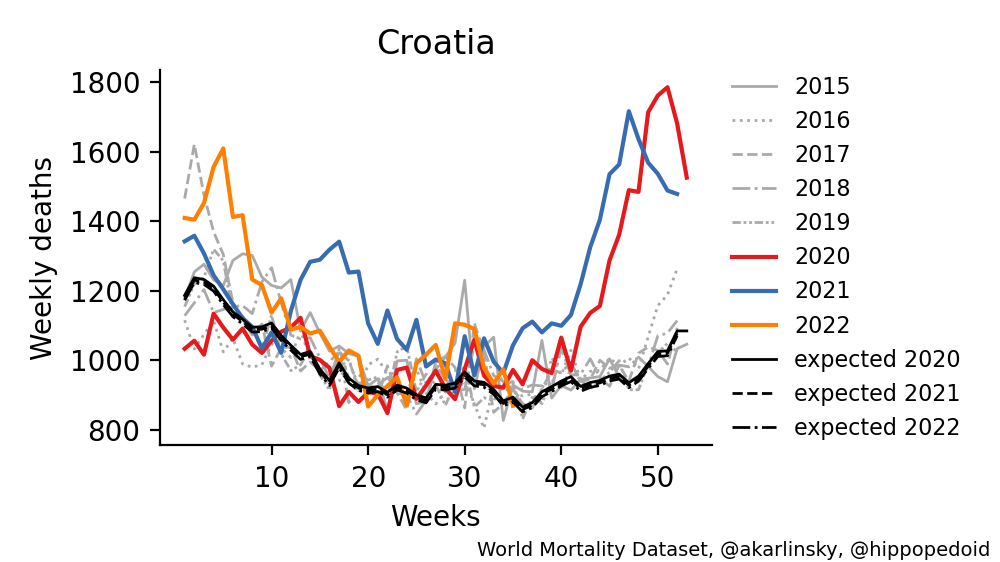 Croatia
Weekly deaths
1800
1600
1400
1200
1000
800
10 20 30 40 50
Weeks
2015
2016
2017
2018
2019
2020
2021
2022
expected 2020
expected 2021
expected 2022
World Mortality Dataset, @akarlinsky, @hippopedoid